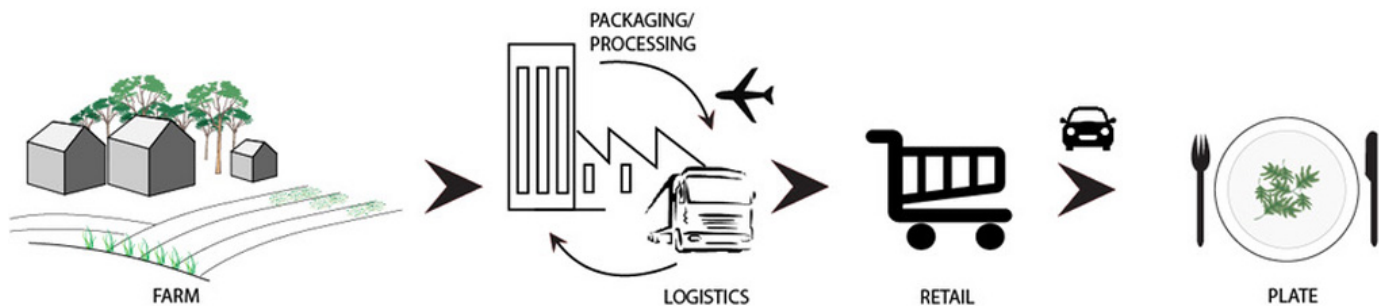 PACKAGING/
PROCESSING
FARM
LOGISTICS
RETAIL
PLATE